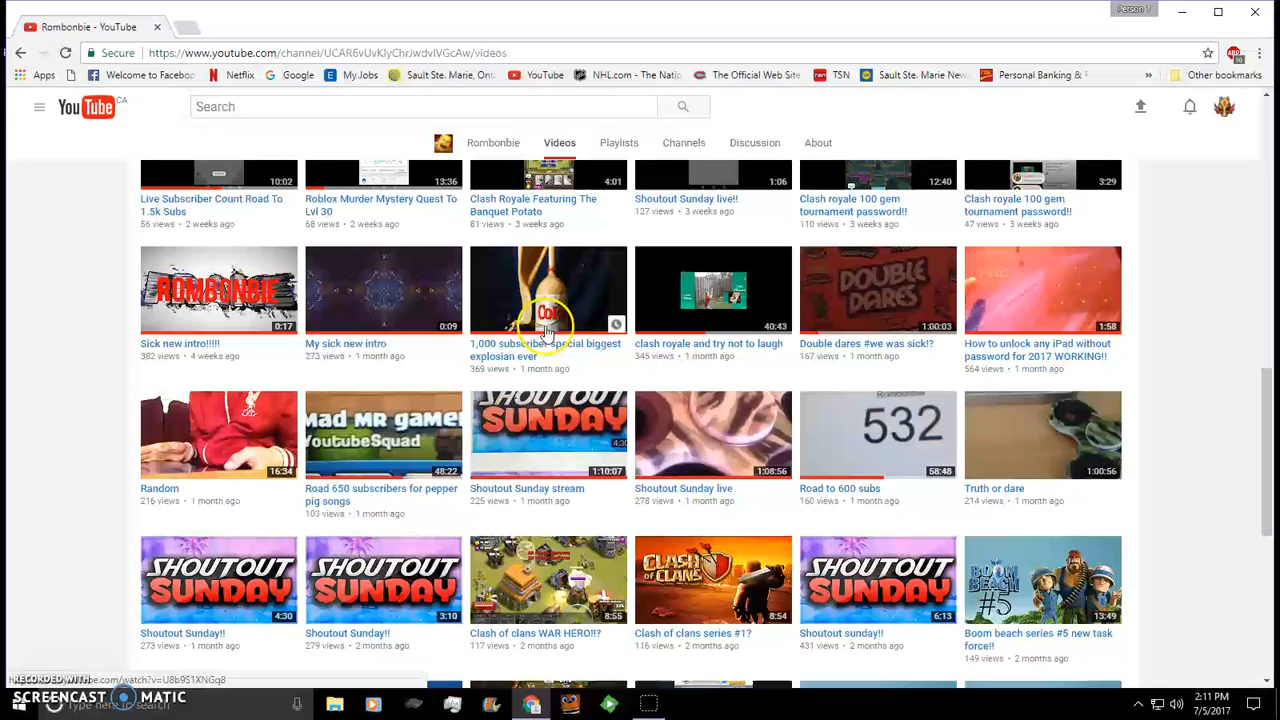 Rombonbie - YouTube
Person 1
Secure https://www.youtube.com/channel/UCAR6vUvKlyChrJwdvIVGcAw/videos
Apps Welcome to Faceboo Netflix Google My Jobs Sault Ste. Marie, Ont YouTube NHL.com - The Natio The Official Web Site TSN Sault Ste. Marie New Personal Banking & » Other bookmarks
YouTube CA
Search
Rombonbie Videos Playlists Channels Discussion About
10:02 13:36 4:01 1:06 12:40 3:29
Live Subscriber Count Road To 1.5k Subs
56 views • 2 weeks ago
Roblox Murder Mystery Quest To Lvl 30
68 views • 2 weeks ago
Clash Royale Featuring The Banquet Potato
81 views • 3 weeks ago
Shoutout Sunday live!!
127 views • 3 weeks ago
Clash royale 100 gem tournament password!!
110 views • 3 weeks ago
Clash royale 100 gem tournament password!!
47 views • 3 weeks ago
ROMBONBIE
0:17
Sick new intro!!!!!
382 views • 4 weeks ago
0:09
My sick new intro
273 views • 1 month ago
1,000 subscriber special biggest explosian ever
369 views • 1 month ago
40:43
clash royale and try not to laugh
345 views • 1 month ago
DOUBLE DARES
1:00:03
Double dares #we was sick!?
167 views • 1 month ago
1:58
How to unlock any iPad without password for 2017 WORKING!!
564 views • 1 month ago
16:34
Random
216 views • 1 month ago
Mad MR gamer
YoutubeSquad
48:22
Road 650 subscribers for pepper pig songs
103 views • 1 month ago
SHOUTOUT
SUNDAY
4:30
1:10:07
Shoutout Sunday stream
225 views • 1 month ago
1:08:56
Shoutout Sunday live
278 views • 1 month ago
532
58:48
Road to 600 subs
160 views • 1 month ago
1:00:56
Truth or dare
214 views • 1 month ago
SHOUTOUT
SUNDAY
4:30
Shoutout Sunday!!
273 views • 1 month ago
SHOUTOUT
SUNDAY
3:10
Shoutout Sunday!!
279 views • 2 months ago
8:55
Clash of clans WAR HERO!!?
117 views • 2 months ago
CLASH
OF CLANS
8:54
Clash of clans series #1?
116 views • 2 months ago
SHOUTOUT
SUNDAY
6:13
Shoutout sunday!!
431 views • 2 months ago
BOOM
BEACH
#5
13:49
Boom beach series #5 new task force!!
149 views • 2 months ago
RECORDED WITH
SCREENCAST MATIC
2:11 PM
7/5/2017